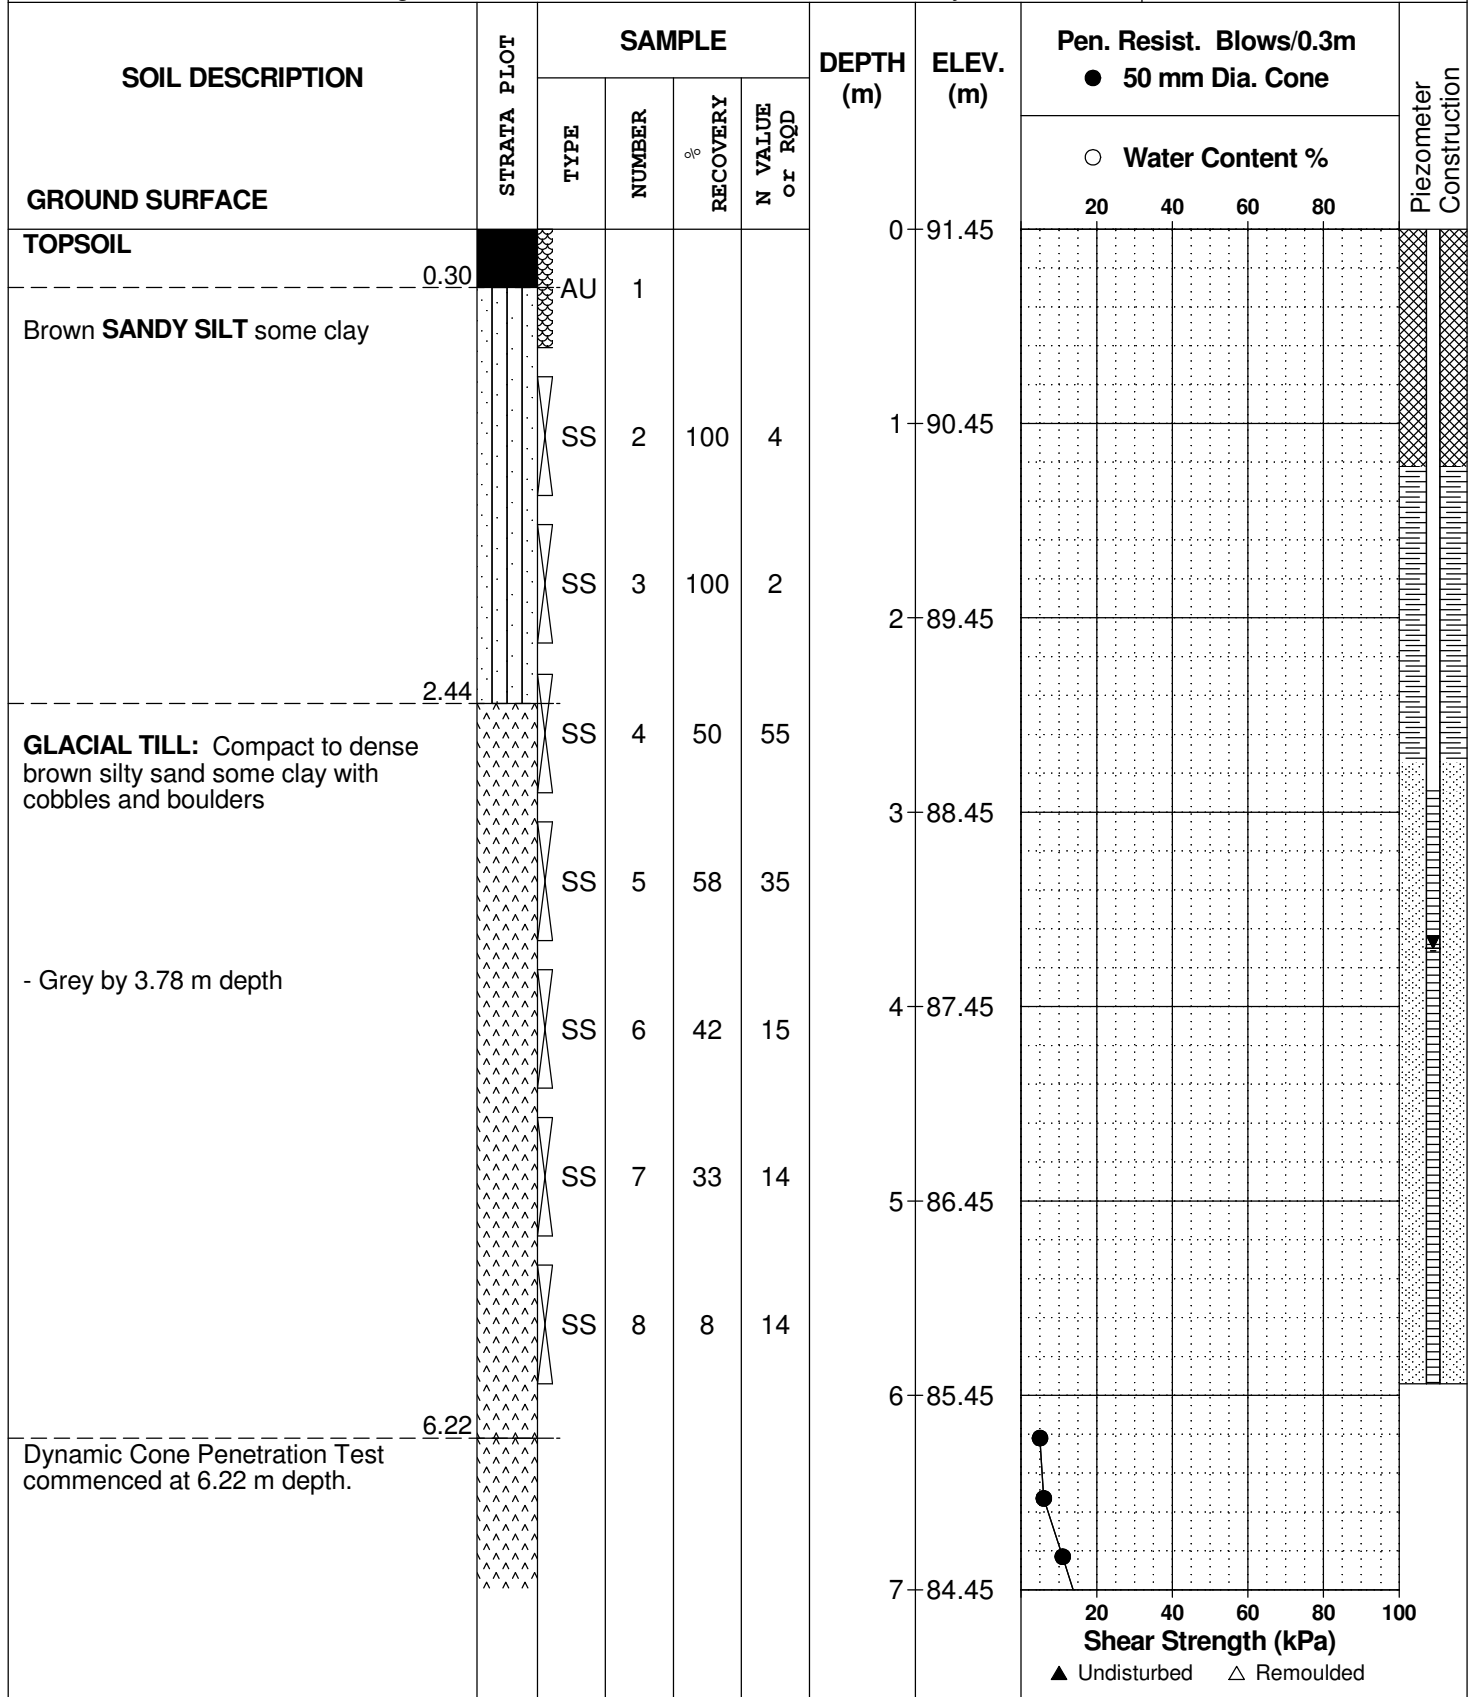 SOIL DESCRIPTION
GROUND SURFACE
STRATA PLOT
SAMPLE
TYPE
NUMBER
%
RECOVERY
N VALUE
or RQD
DEPTH
(m)
ELEV.
(m)
Pen. Resist. Blows/0.3m
● 50 mm Dia. Cone
○ Water Content %
20 40 60 80
Piezometer
Construction
TOPSOIL
0.30
Brown SANDY SILT some clay
2.44
GLACIAL TILL: Compact to dense
brown silty sand some clay with
cobbles and boulders
- Grey by 3.78 m depth
6.22
Dynamic Cone Penetration Test
commenced at 6.22 m depth.
AU 1
SS 2 100 4
SS 3 100 2
SS 4 50 55
SS 5 58 35
SS 6 42 15
SS 7 33 14
SS 8 8 14
0 91.45
1 90.45
2 89.45
3 88.45
4 87.45
5 86.45
6 85.45
7 84.45
20 40 60 80 100
Shear Strength (kPa)
▲ Undisturbed △ Remoulded